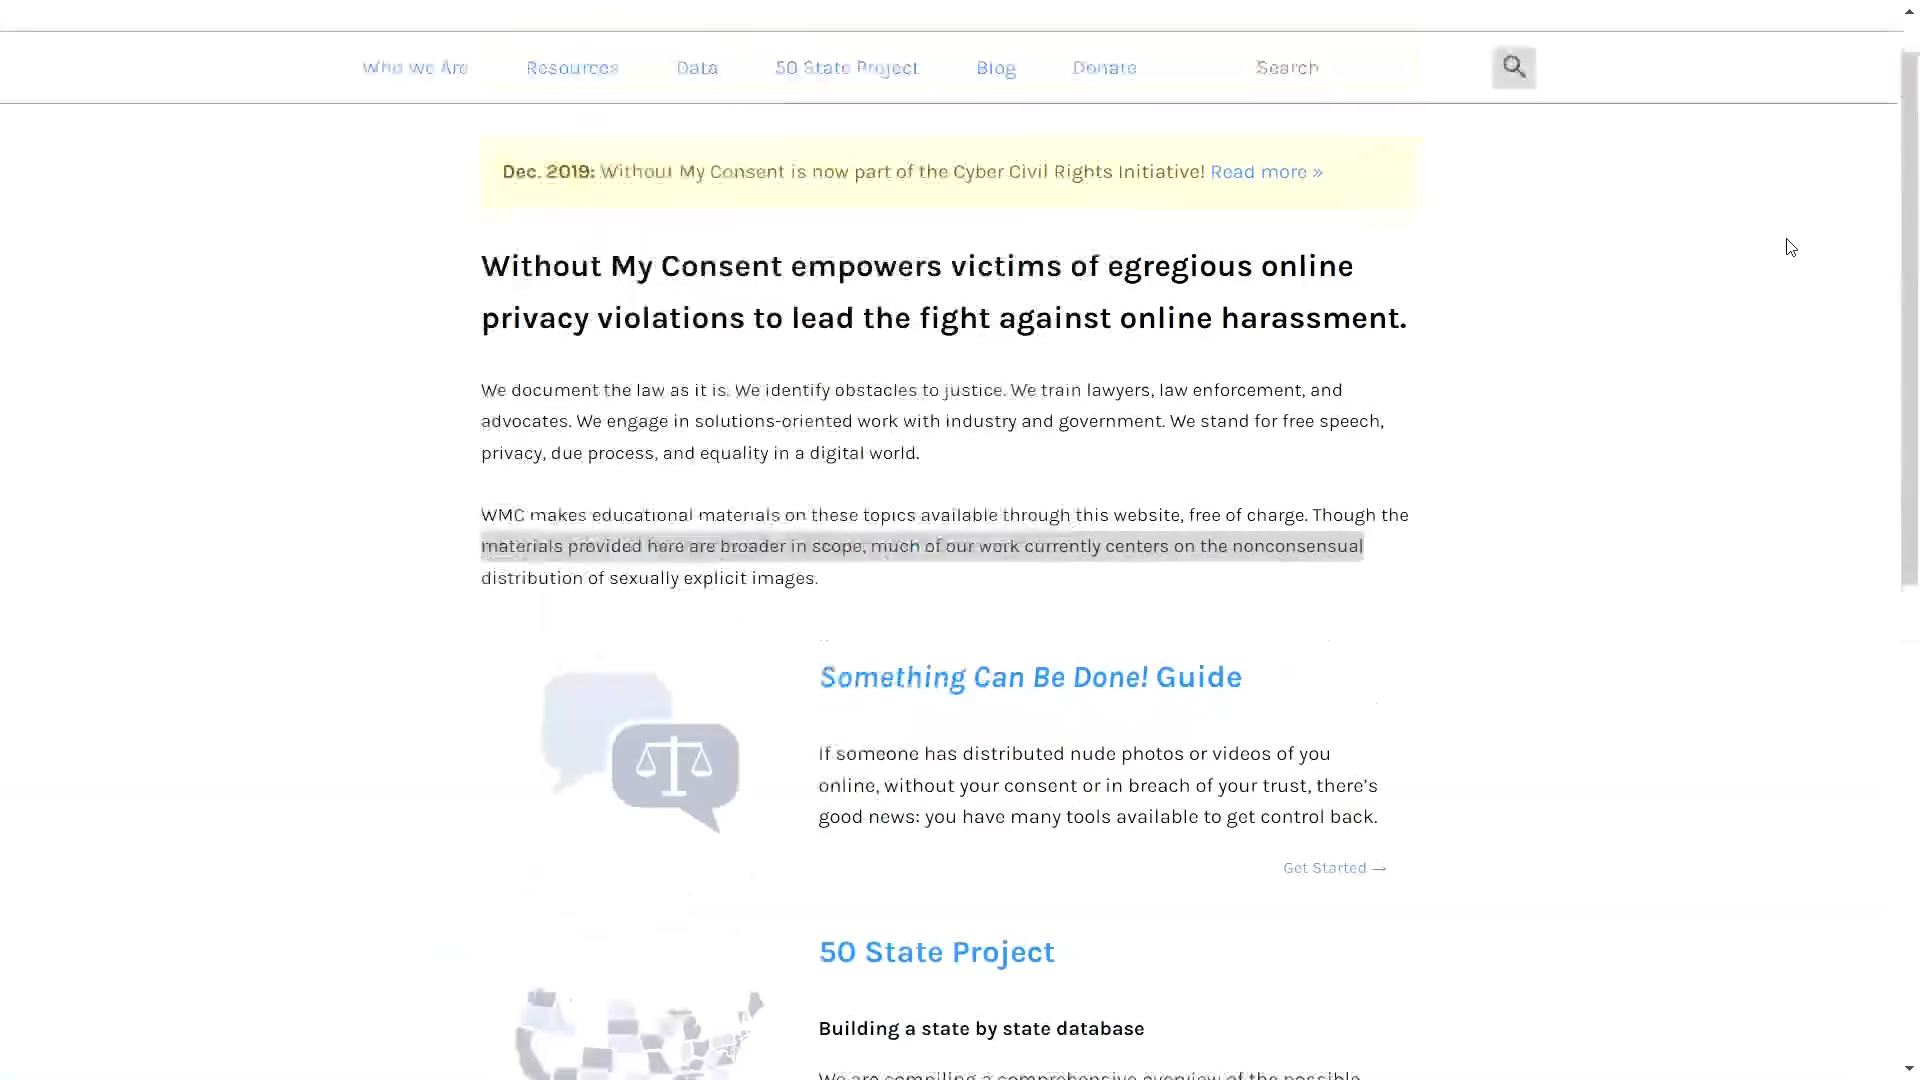 Who we Are Resources Data 50 State Project Blog Donate Search
Dec. 2019: Without My Consent is now part of the Cyber Civil Rights Initiative! Read more »
Without My Consent empowers victims of egregious online
privacy violations to lead the fight against online harassment.
We document the law as it is. We identify obstacles to justice. We train lawyers, law enforcement, and
advocates. We engage in solutions-oriented work with industry and government. We stand for free speech,
privacy, due process, and equality in a digital world.
WMC makes educational materials on these topics available through this website, free of charge. Though the
materials provided here are broader in scope, much of our work currently centers on the nonconsensual
distribution of sexually explicit images.
Something Can Be Done! Guide
If someone has distributed nude photos or videos of you
online, without your consent or in breach of your trust, there's
good news: you have many tools available to get control back.
Get Started →
50 State Project
Building a state by state database
We are compiling a comprehensive overview of the possible